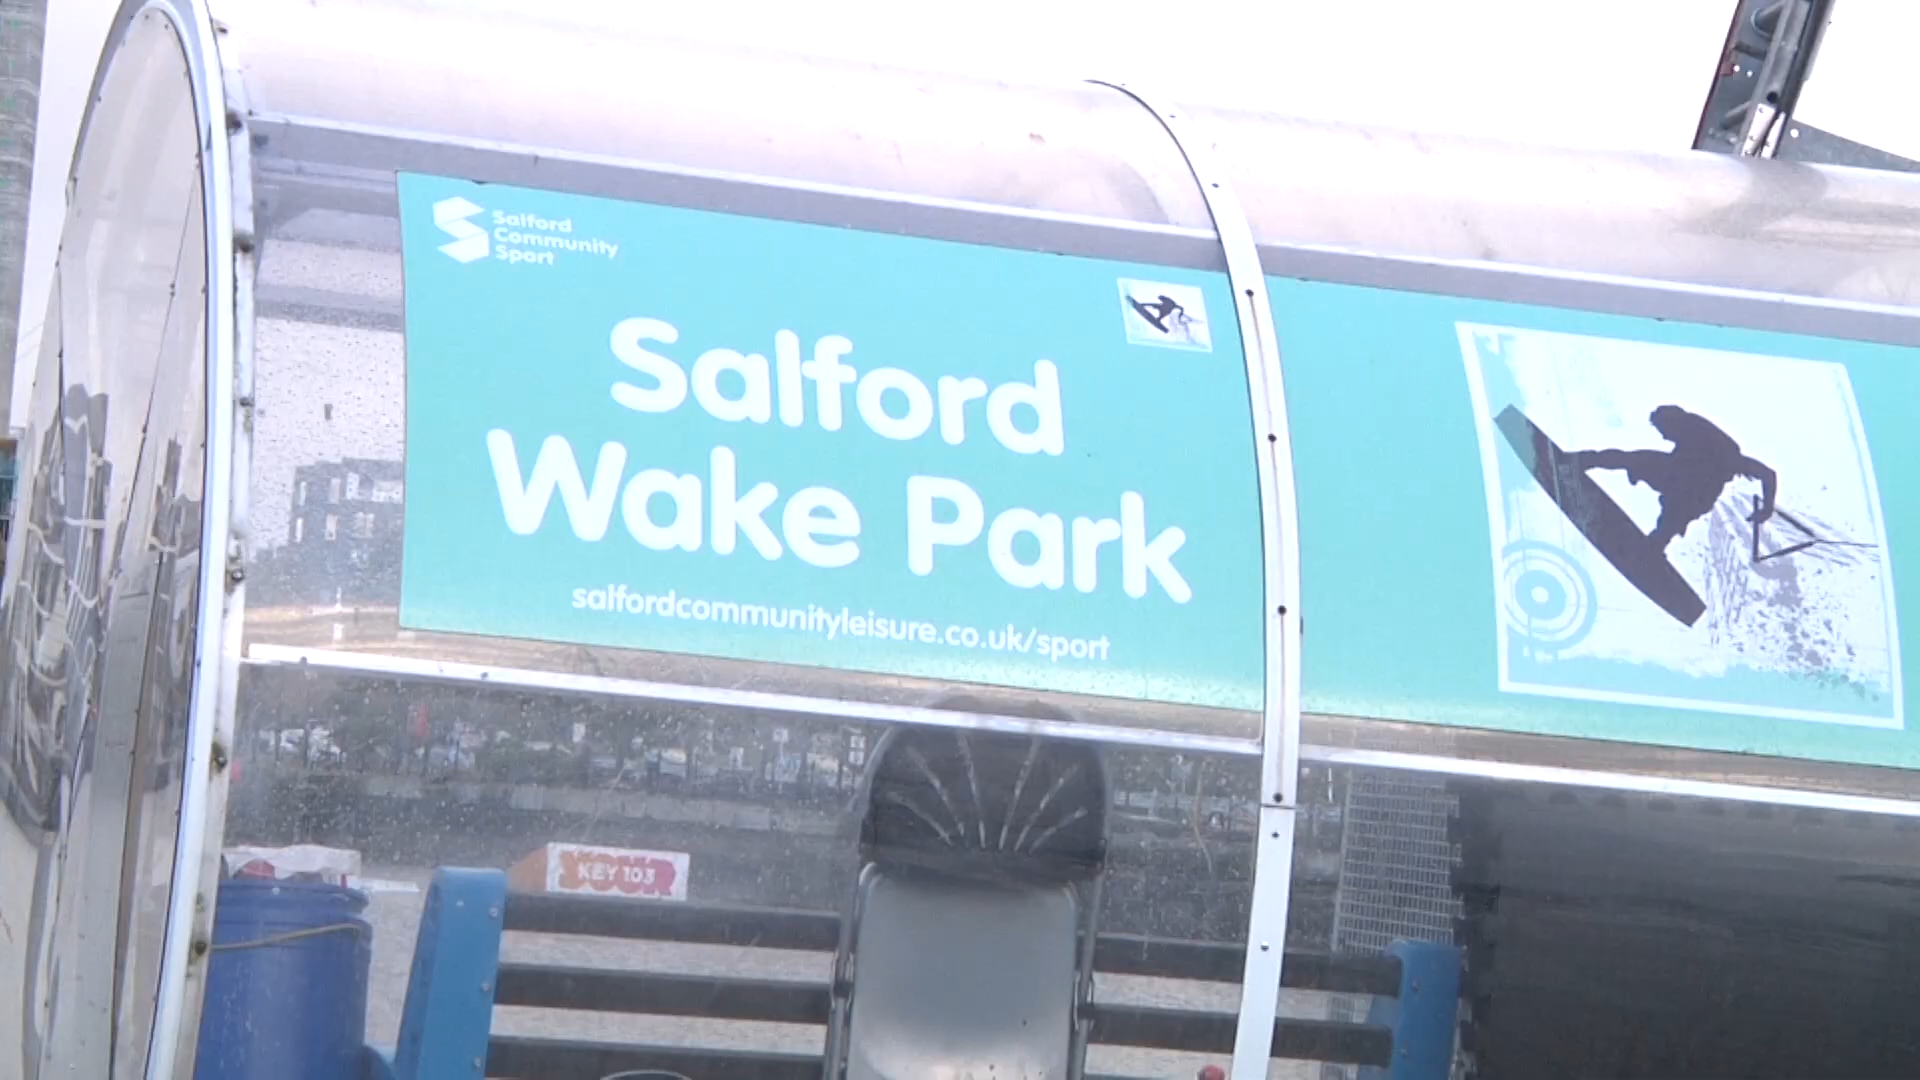 Salford
Community
Sport
Salford
Wake Park
salfordcommunityleisure.co.uk/sport
KEY 103